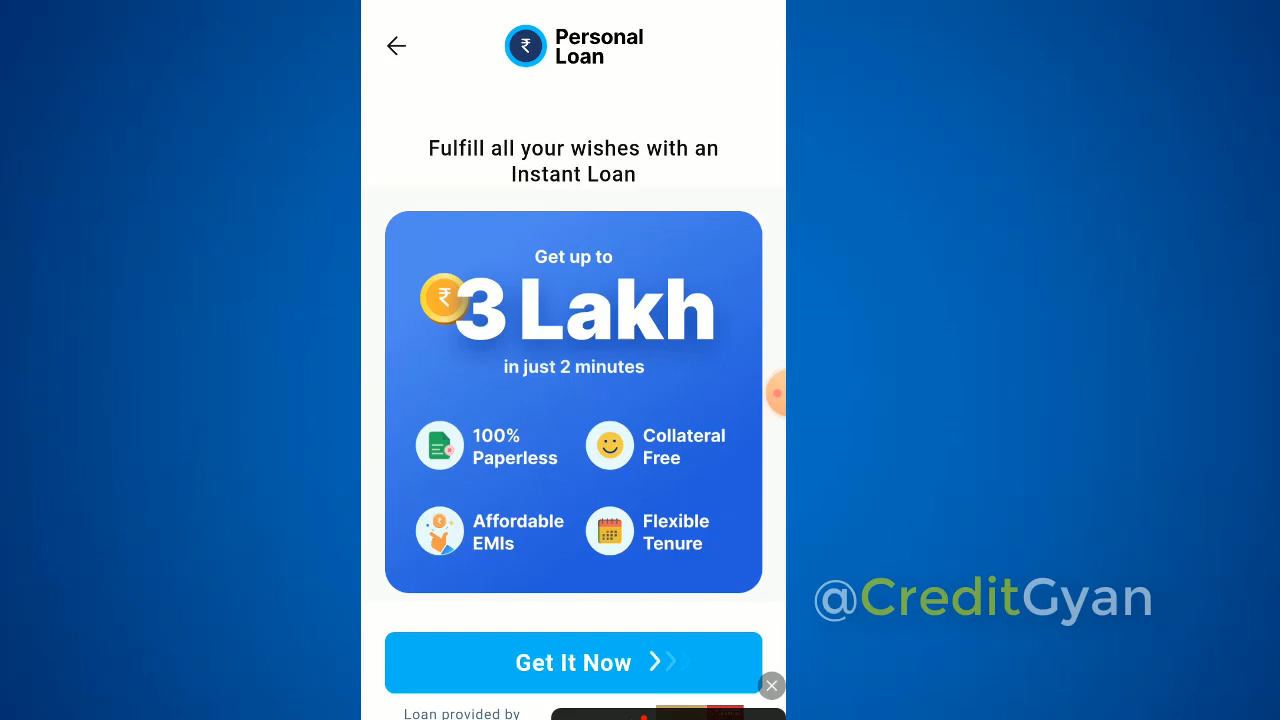 ₹
Personal
Loan
Fulfill all your wishes with an
Instant Loan
Get up to
₹
3 Lakh
in just 2 minutes
100%
Paperless
Collateral
Free
Affordable
EMIs
Flexible
Tenure
@CreditGyan
Get It Now
Loan provided by